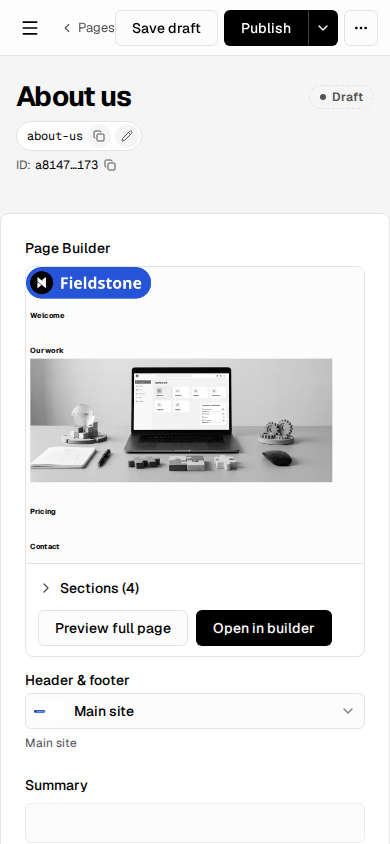 Pages
Save draft
Publish
About us
Draft
about-us
ID: a8147…173
Page Builder
Fieldstone
Welcome
Our work
Pricing
Contact
Sections (4)
Preview full page
Open in builder
Header & footer
Main site
Main site
Summary